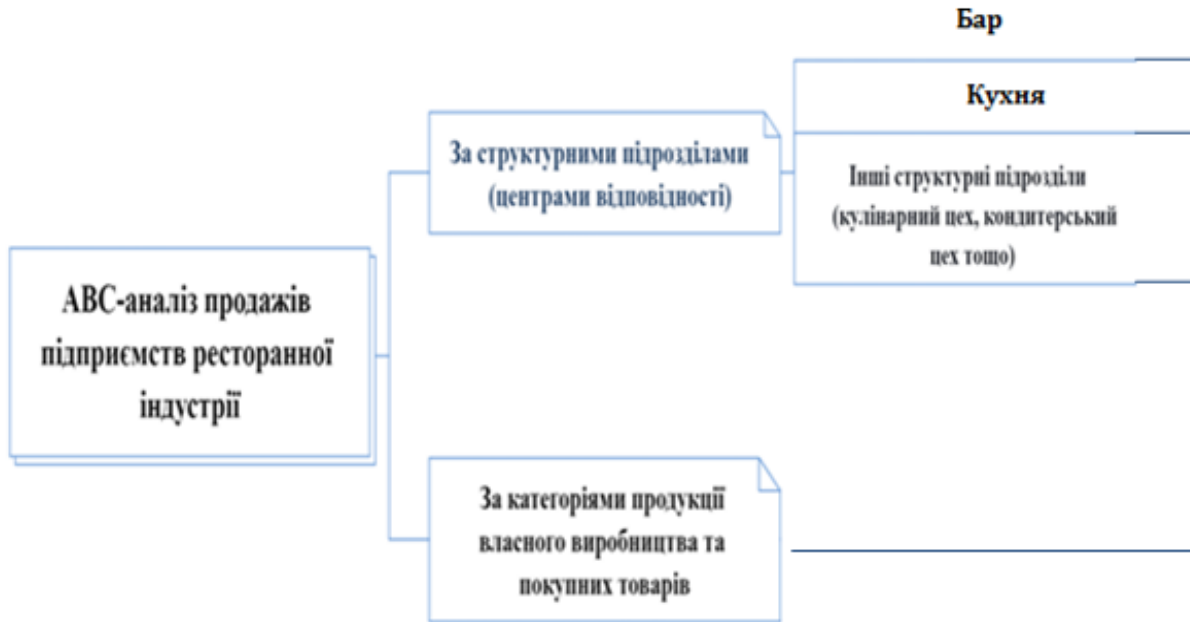 Бар
Кухня
За структурними підрозділами
(центрами відповідності)
Інші структурні підрозділи
(кулінарний цех, кондитерський
цех тощо)
АВС-аналіз продажів
підприємств ресторанної
індустрії
За категоріями продукції
власного виробництва та
покупних товарів